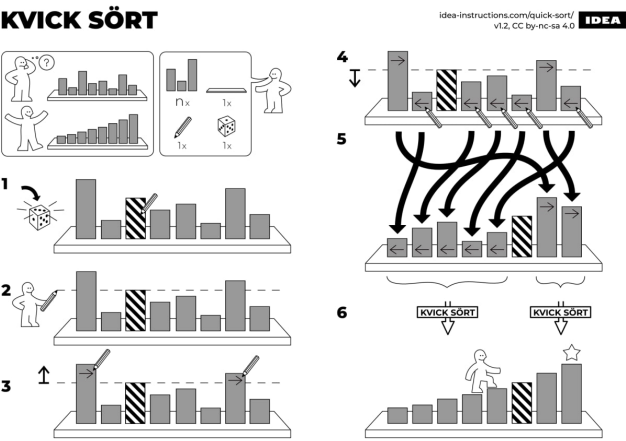 KVICK SÖRT
idea-instructions.com/quick-sort/
v1.2, CC by-nc-sa 4.0
IDEA
?
n x
1x
1x
1x
1
2
3
4
5
KVICK SÖRT
KVICK SÖRT
6